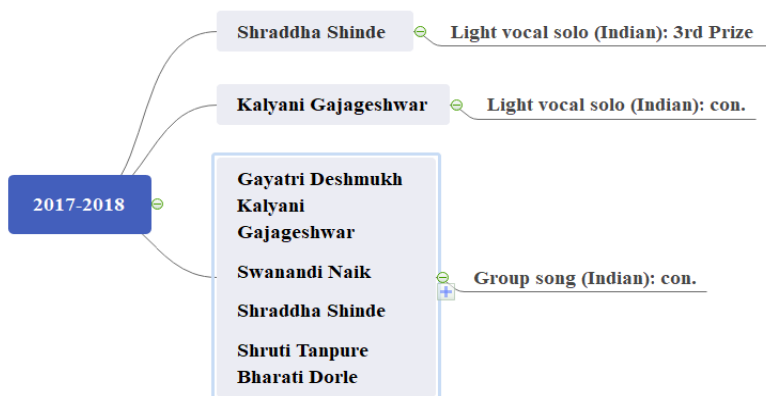 Shraddha Shinde
Light vocal solo (Indian): 3rd Prize
Kalyani Gajageshwar
Light vocal solo (Indian): con.
2017-2018
Gayatri Deshmukh
Kalyani
Gajageshwar
Swanandi Naik
Shraddha Shinde
Shruti Tanpure
Bharati Dorle
Group song (Indian): con.